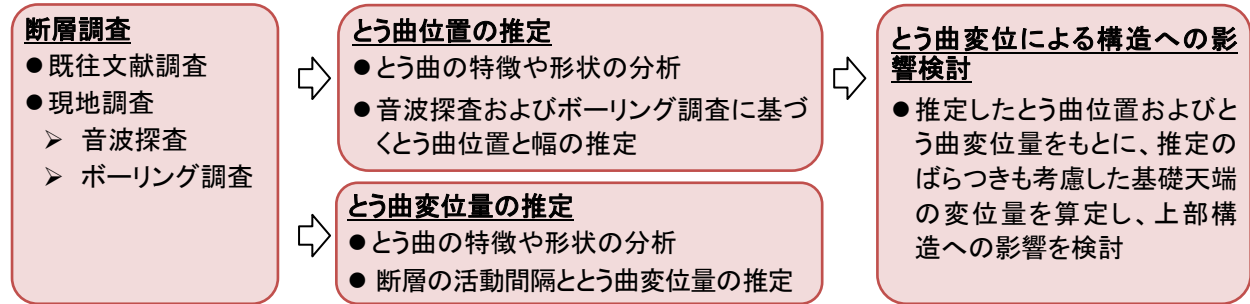 断層調査
●既往文献調査
●現地調査
➢ 音波探査
➢ ボーリング調査
とう曲位置の推定
●とう曲の特徴や形状の分析
●音波探査およびボーリング調査に基づ
くとう曲位置と幅の推定
とう曲変位量の推定
●とう曲の特徴や形状の分析
●断層の活動間隔ととう曲変位量の推定
とう曲変位による構造への影
響検討
●推定したとう曲位置およびと
う曲変位量をもとに、推定の
ばらつきも考慮した基礎天端
の変位量を算定し、上部構
造への影響を検討